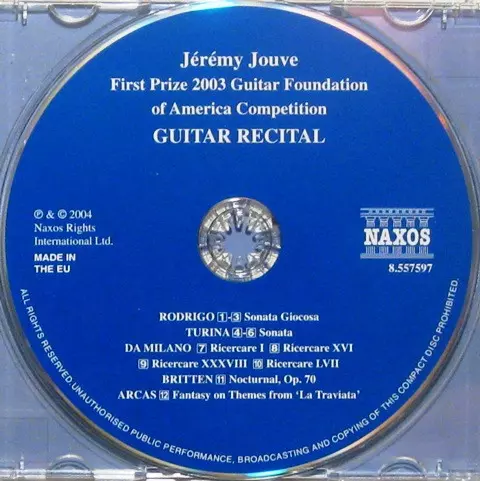 Jérémy Jouve
First Prize 2003 Guitar Foundation
of America Competition
GUITAR RECITAL
℗ & © 2004
Naxos Rights
International Ltd.
MADE IN
THE EU
NAXOS
8.557597
RODRIGO 1-3 Sonata Giocosa
TURINA 4-6 Sonata
DA MILANO 7 Ricercare I 8 Ricercare XVI
9 Ricercare XXXVIII 10 Ricercare LVII
BRITTEN 11 Nocturnal, Op. 70
ARCAS 12 Fantasy on Themes from ‘La Traviata’
ALL RIGHTS RESERVED. UNAUTHORISED PUBLIC PERFORMANCE, BROADCASTING AND COPYING OF THIS COMPACT DISC PROHIBITED.